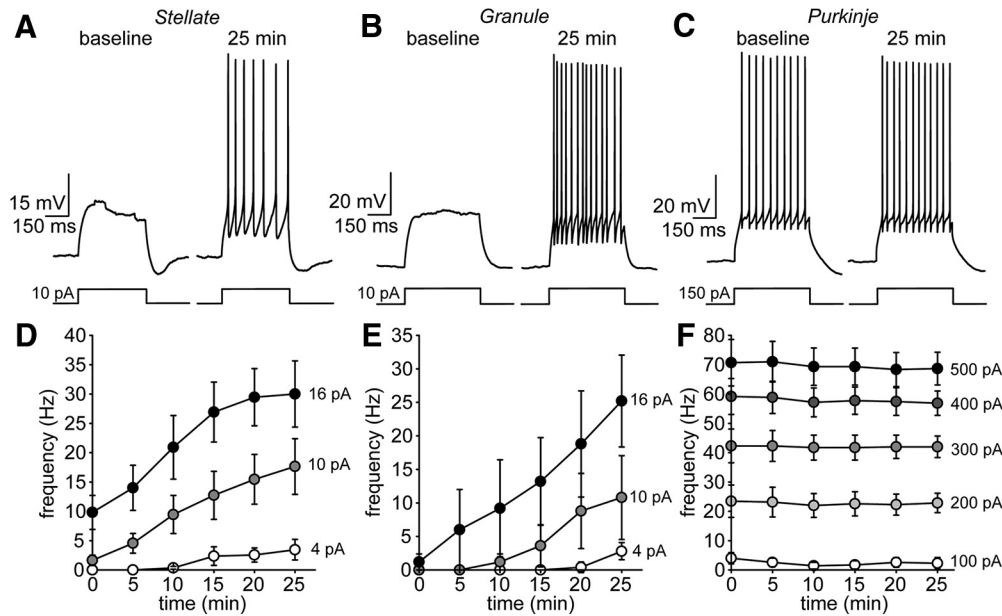 A
Stellate
baseline
25 min
15 mV
150 ms
10 pA
B
Granule
baseline
25 min
20 mV
150 ms
10 pA
C
Purkinje
baseline
25 min
20 mV
150 ms
150 pA
D
frequency (Hz)
40
35
30
25
20
15
10
5
0
16 pA
10 pA
4 pA
0 5 10 15 20 25
time (min)
E
frequency (Hz)
35
30
25
20
15
10
5
0
16 pA
10 pA
4 pA
0 5 10 15 20 25
time (min)
F
frequency (Hz)
80
70
60
50
40
30
20
10
0
500 pA
400 pA
300 pA
200 pA
100 pA
0 5 10 15 20 25
time (min)